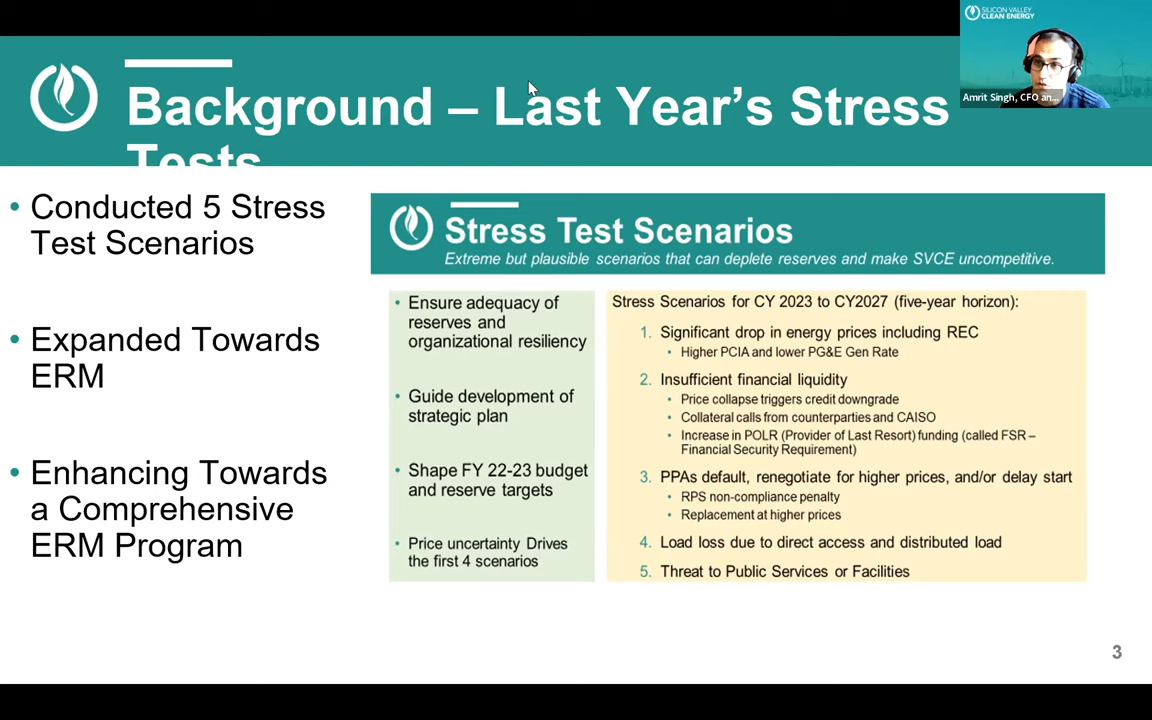 SILICON VALLEY
CLEAN ENERGY
Amrit Singh, CFO an...
Background – Last Year's Stress
Tests
• Conducted 5 Stress
Test Scenarios
• Expanded Towards
ERM
• Enhancing Towards
a Comprehensive
ERM Program
Stress Test Scenarios
Extreme but plausible scenarios that can deplete reserves and make SVCE uncompetitive.
• Ensure adequacy of
reserves and
organizational resiliency
• Guide development of
strategic plan
• Shape FY 22-23 budget
and reserve targets
• Price uncertainty Drives
the first 4 scenarios
Stress Scenarios for CY 2023 to CY2027 (five-year horizon):
1. Significant drop in energy prices including REC
• Higher PCIA and lower PG&E Gen Rate
2. Insufficient financial liquidity
• Price collapse triggers credit downgrade
• Collateral calls from counterparties and CAISO
• Increase in POLR (Provider of Last Resort) funding (called FSR –
Financial Security Requirement)
3. PPAs default, renegotiate for higher prices, and/or delay start
• RPS non-compliance penalty
• Replacement at higher prices
4. Load loss due to direct access and distributed load
5. Threat to Public Services or Facilities
3